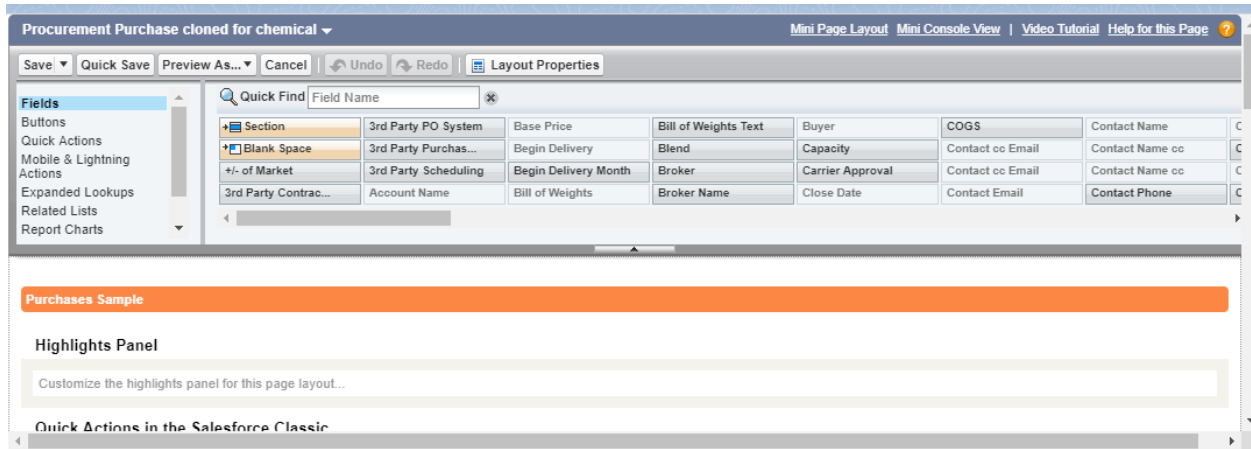 Procurement Purchase cloned for chemical Mini Page Layout Mini Console View | Video Tutorial Help for this Page ?
Save Quick Save Preview As... Cancel Undo Redo Layout Properties
Fields
Buttons
Quick Actions
Mobile & Lightning
Actions
Expanded Lookups
Related Lists
Report Charts
Quick Find Field Name
Section 3rd Party PO System Base Price Bill of Weights Text Buyer COGS Contact Name C
Blank Space 3rd Party Purchas... Begin Delivery Blend Capacity Contact cc Email Contact Name cc C
+/- of Market 3rd Party Scheduling Begin Delivery Month Broker Carrier Approval Contact cc Email Contact Name cc C
3rd Party Contrac... Account Name Bill of Weights Broker Name Close Date Contact Email Contact Phone C
Purchases Sample
Highlights Panel
Customize the highlights panel for this page layout...
Quick Actions in the Salesforce Classic